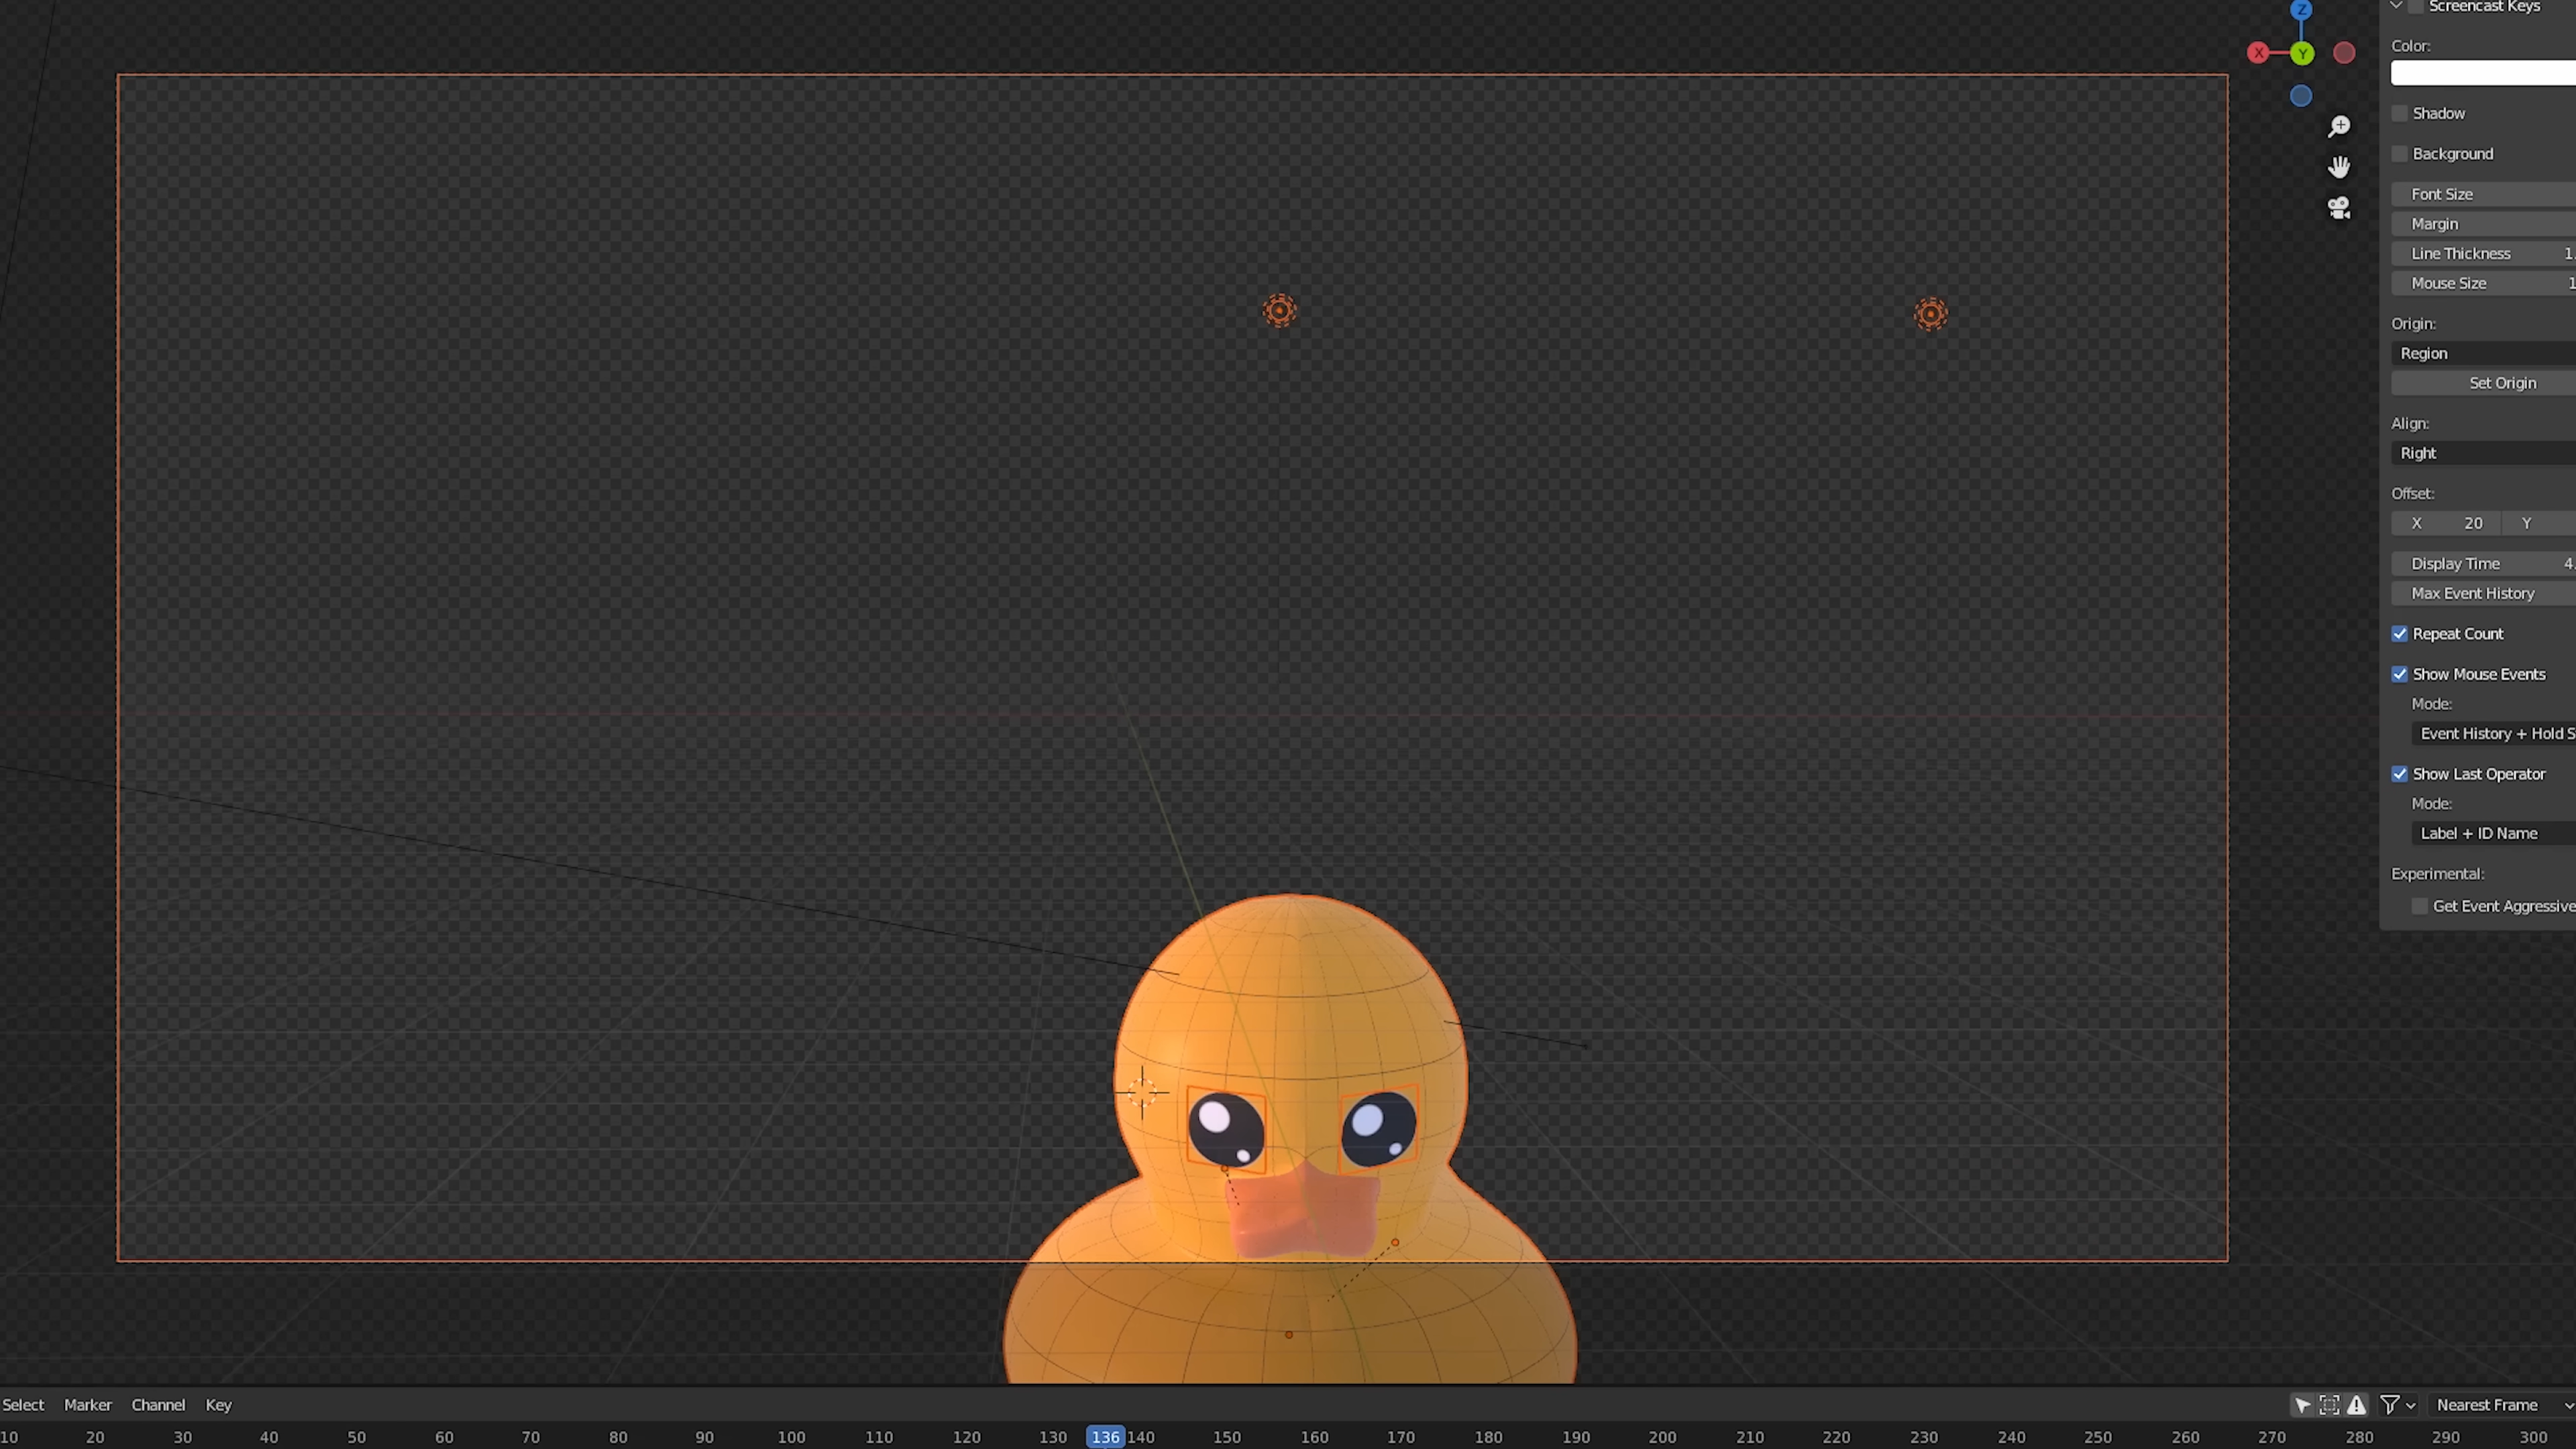 Screencast Keys
Z
X
Y
Color:
Shadow
Background
Font Size
Margin
Line Thickness 1.
Mouse Size 1
Origin:
Region
Set Origin
Align:
Right
Offset:
X 20 Y
Display Time 4.
Max Event History
Repeat Count
Show Mouse Events
Mode:
Event History + Hold S
Show Last Operator
Mode:
Label + ID Name
Experimental:
Get Event Aggressive
Select Marker Channel Key
Nearest Frame
10 20 30 40 50 60 70 80 90 100 110 120 130 136 140 150 160 170 180 190 200 210 220 230 240 250 260 270 280 290 300